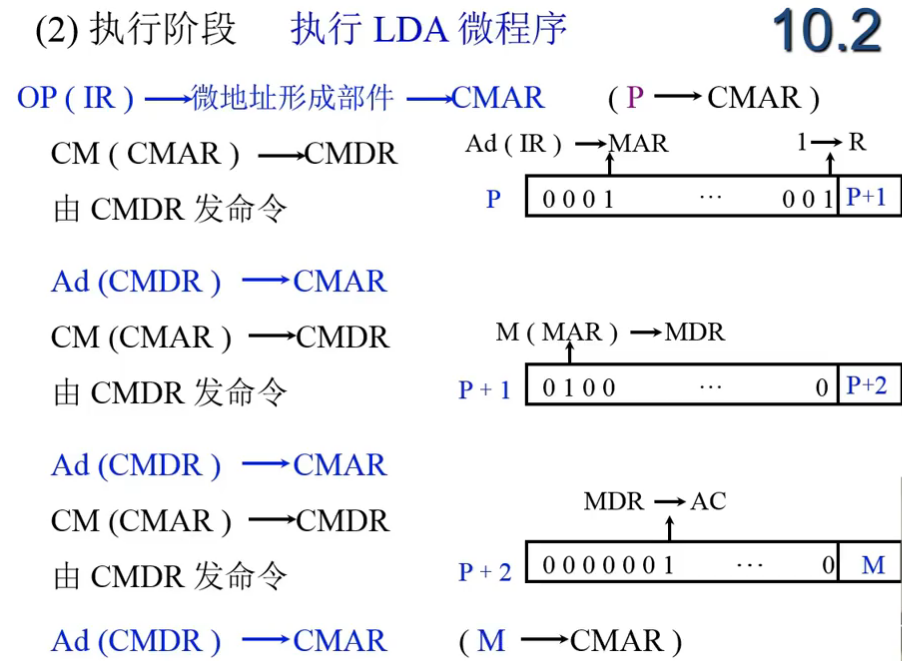 (2) 执行阶段 执行 LDA 微程序 10.2
OP ( IR ) → 微地址形成部件 → CMAR ( P → CMAR )
CM ( CMAR ) → CMDR
Ad ( IR ) → MAR 1 → R
由 CMDR 发命令
P 0 0 0 1 ··· 0 0 1 P+1
Ad (CMDR ) → CMAR
CM (CMAR ) → CMDR
M ( MAR ) → MDR
由 CMDR 发命令
P + 1 0 1 0 0 ··· 0 P+2
Ad (CMDR ) → CMAR
CM (CMAR ) → CMDR
MDR → AC
由 CMDR 发命令
P + 2 0 0 0 0 0 0 1 ··· 0 M
Ad (CMDR ) → CMAR ( M → CMAR )